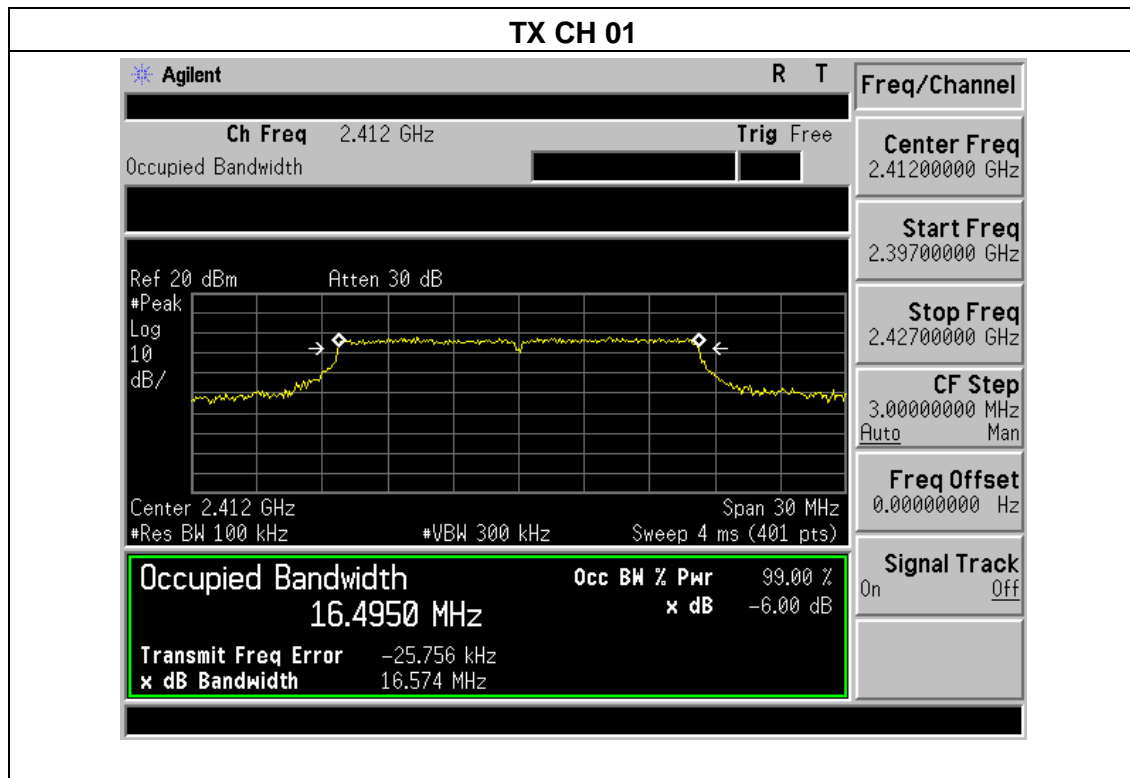 TX CH 01
Agilent R T
Ch Freq 2.412 GHz Trig Free
Occupied Bandwidth
Ref 20 dBm Atten 30 dB
#Peak
Log
10
dB/
Center 2.412 GHz Span 30 MHz
#Res BW 100 kHz #VBW 300 kHz Sweep 4 ms (401 pts)
Occupied Bandwidth Occ BW % Pwr 99.00 %
16.4950 MHz x dB -6.00 dB
Transmit Freq Error -25.756 kHz
x dB Bandwidth 16.574 MHz
Freq/Channel
Center Freq
2.41200000 GHz
Start Freq
2.39700000 GHz
Stop Freq
2.42700000 GHz
CF Step
3.00000000 MHz
Auto Man
Freq Offset
0.00000000 Hz
Signal Track
On Off